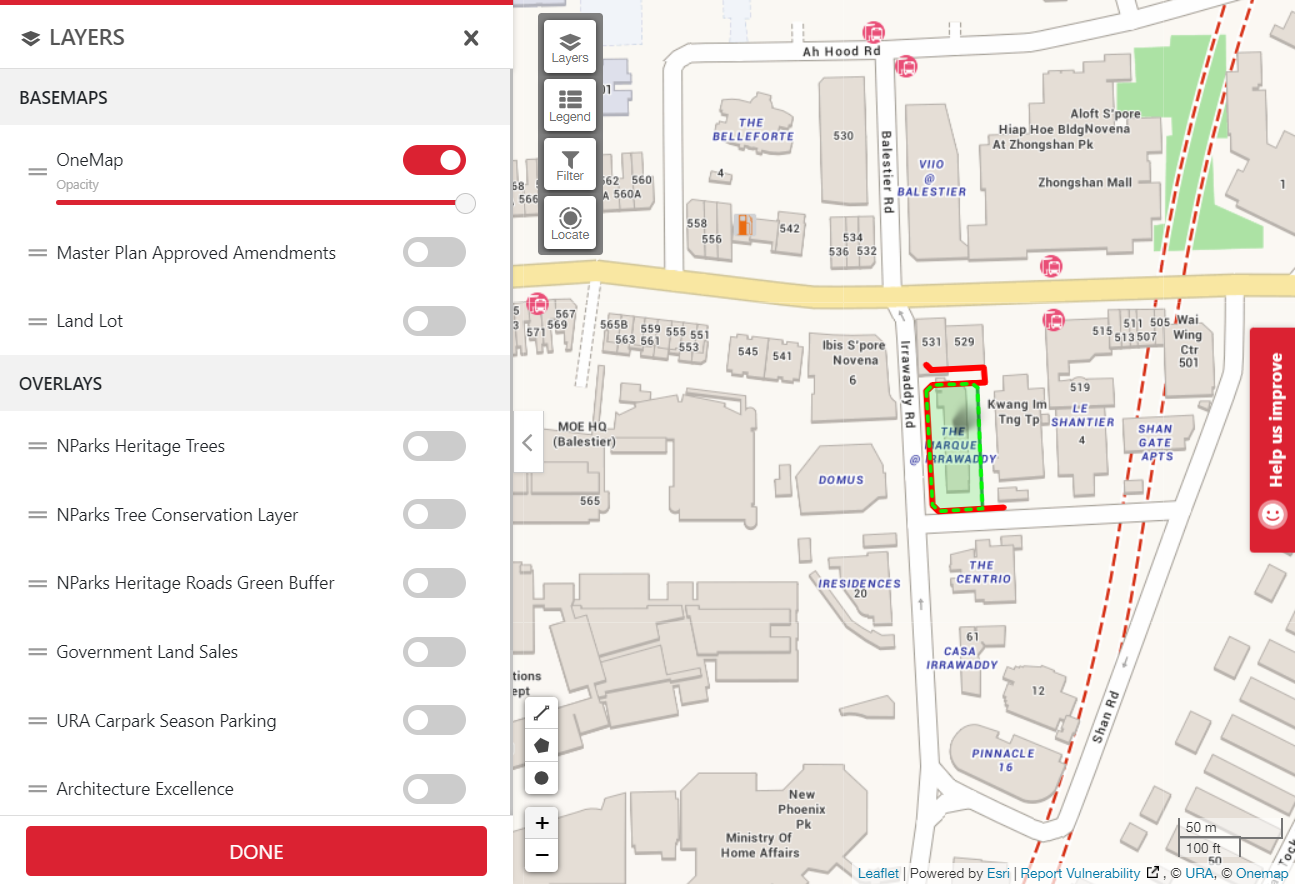 LAYERS
BASEMAPS
OneMap
Opacity
Master Plan Approved Amendments
Land Lot
OVERLAYS
NParks Heritage Trees
NParks Tree Conservation Layer
NParks Heritage Roads Green Buffer
Government Land Sales
URA Carpark Season Parking
Architecture Excellence
DONE
Layers
Legend
Filter
Locate
Ah Hood Rd
THE
BELLEFORTE
530
Balestier Rd
VIIO
@
BALESTIER
Aloft S'pore
Hiap Hoe Bldg Novena
At Zhongshan Pk
Zhongshan Mall
1
4
562 560
560A
566
558
556
542
534
536 532
567
569
571
565B
563 561
559 555 551
553
545 541
Ibis S'pore
Novena
6
Irrawaddy Rd
531 529
515
511 505
513 507
Wai
Wing
Ctr
501
519
Kwang Im
Tng Tp
LE
SHANTIER
4
SHAN
GATE
APTS
MOE HQ
(Balestier)
565
DOMUS
THE
MARQUE
@ IRRAWADDY
Help us improve
THE
CENTRIO
IRESIDENCES
20
61
CASA
IRRAWADDY
12
Shan Rd
PINNACLE
16
New
Phoenix
Pk
Ministry Of
Home Affairs
+
−
50 m
100 ft
50
Leaflet | Powered by Esri | Report Vulnerability , © URA, © Onemap